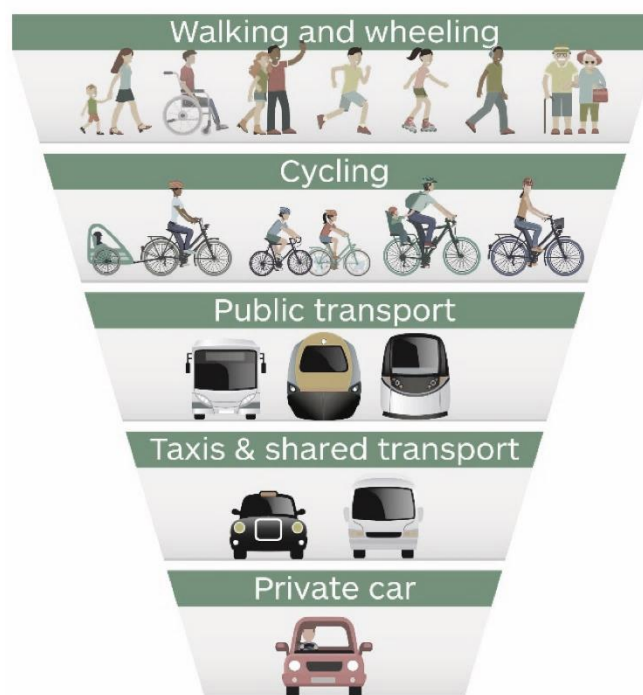 Walking and wheeling
Cycling
Public transport
Taxis & shared transport
Private car